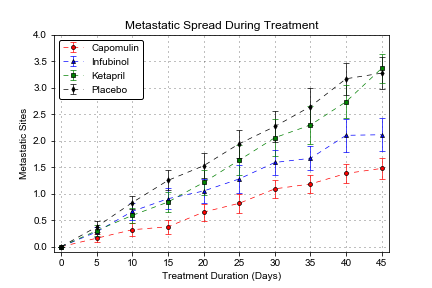 Metastatic Spread During Treatment
Metastatic Sites
4.0
3.5
3.0
2.5
2.0
1.5
1.0
0.5
0.0
Capomulin
Infubinol
Ketapril
Placebo
0 5 10 15 20 25 30 35 40 45
Treatment Duration (Days)